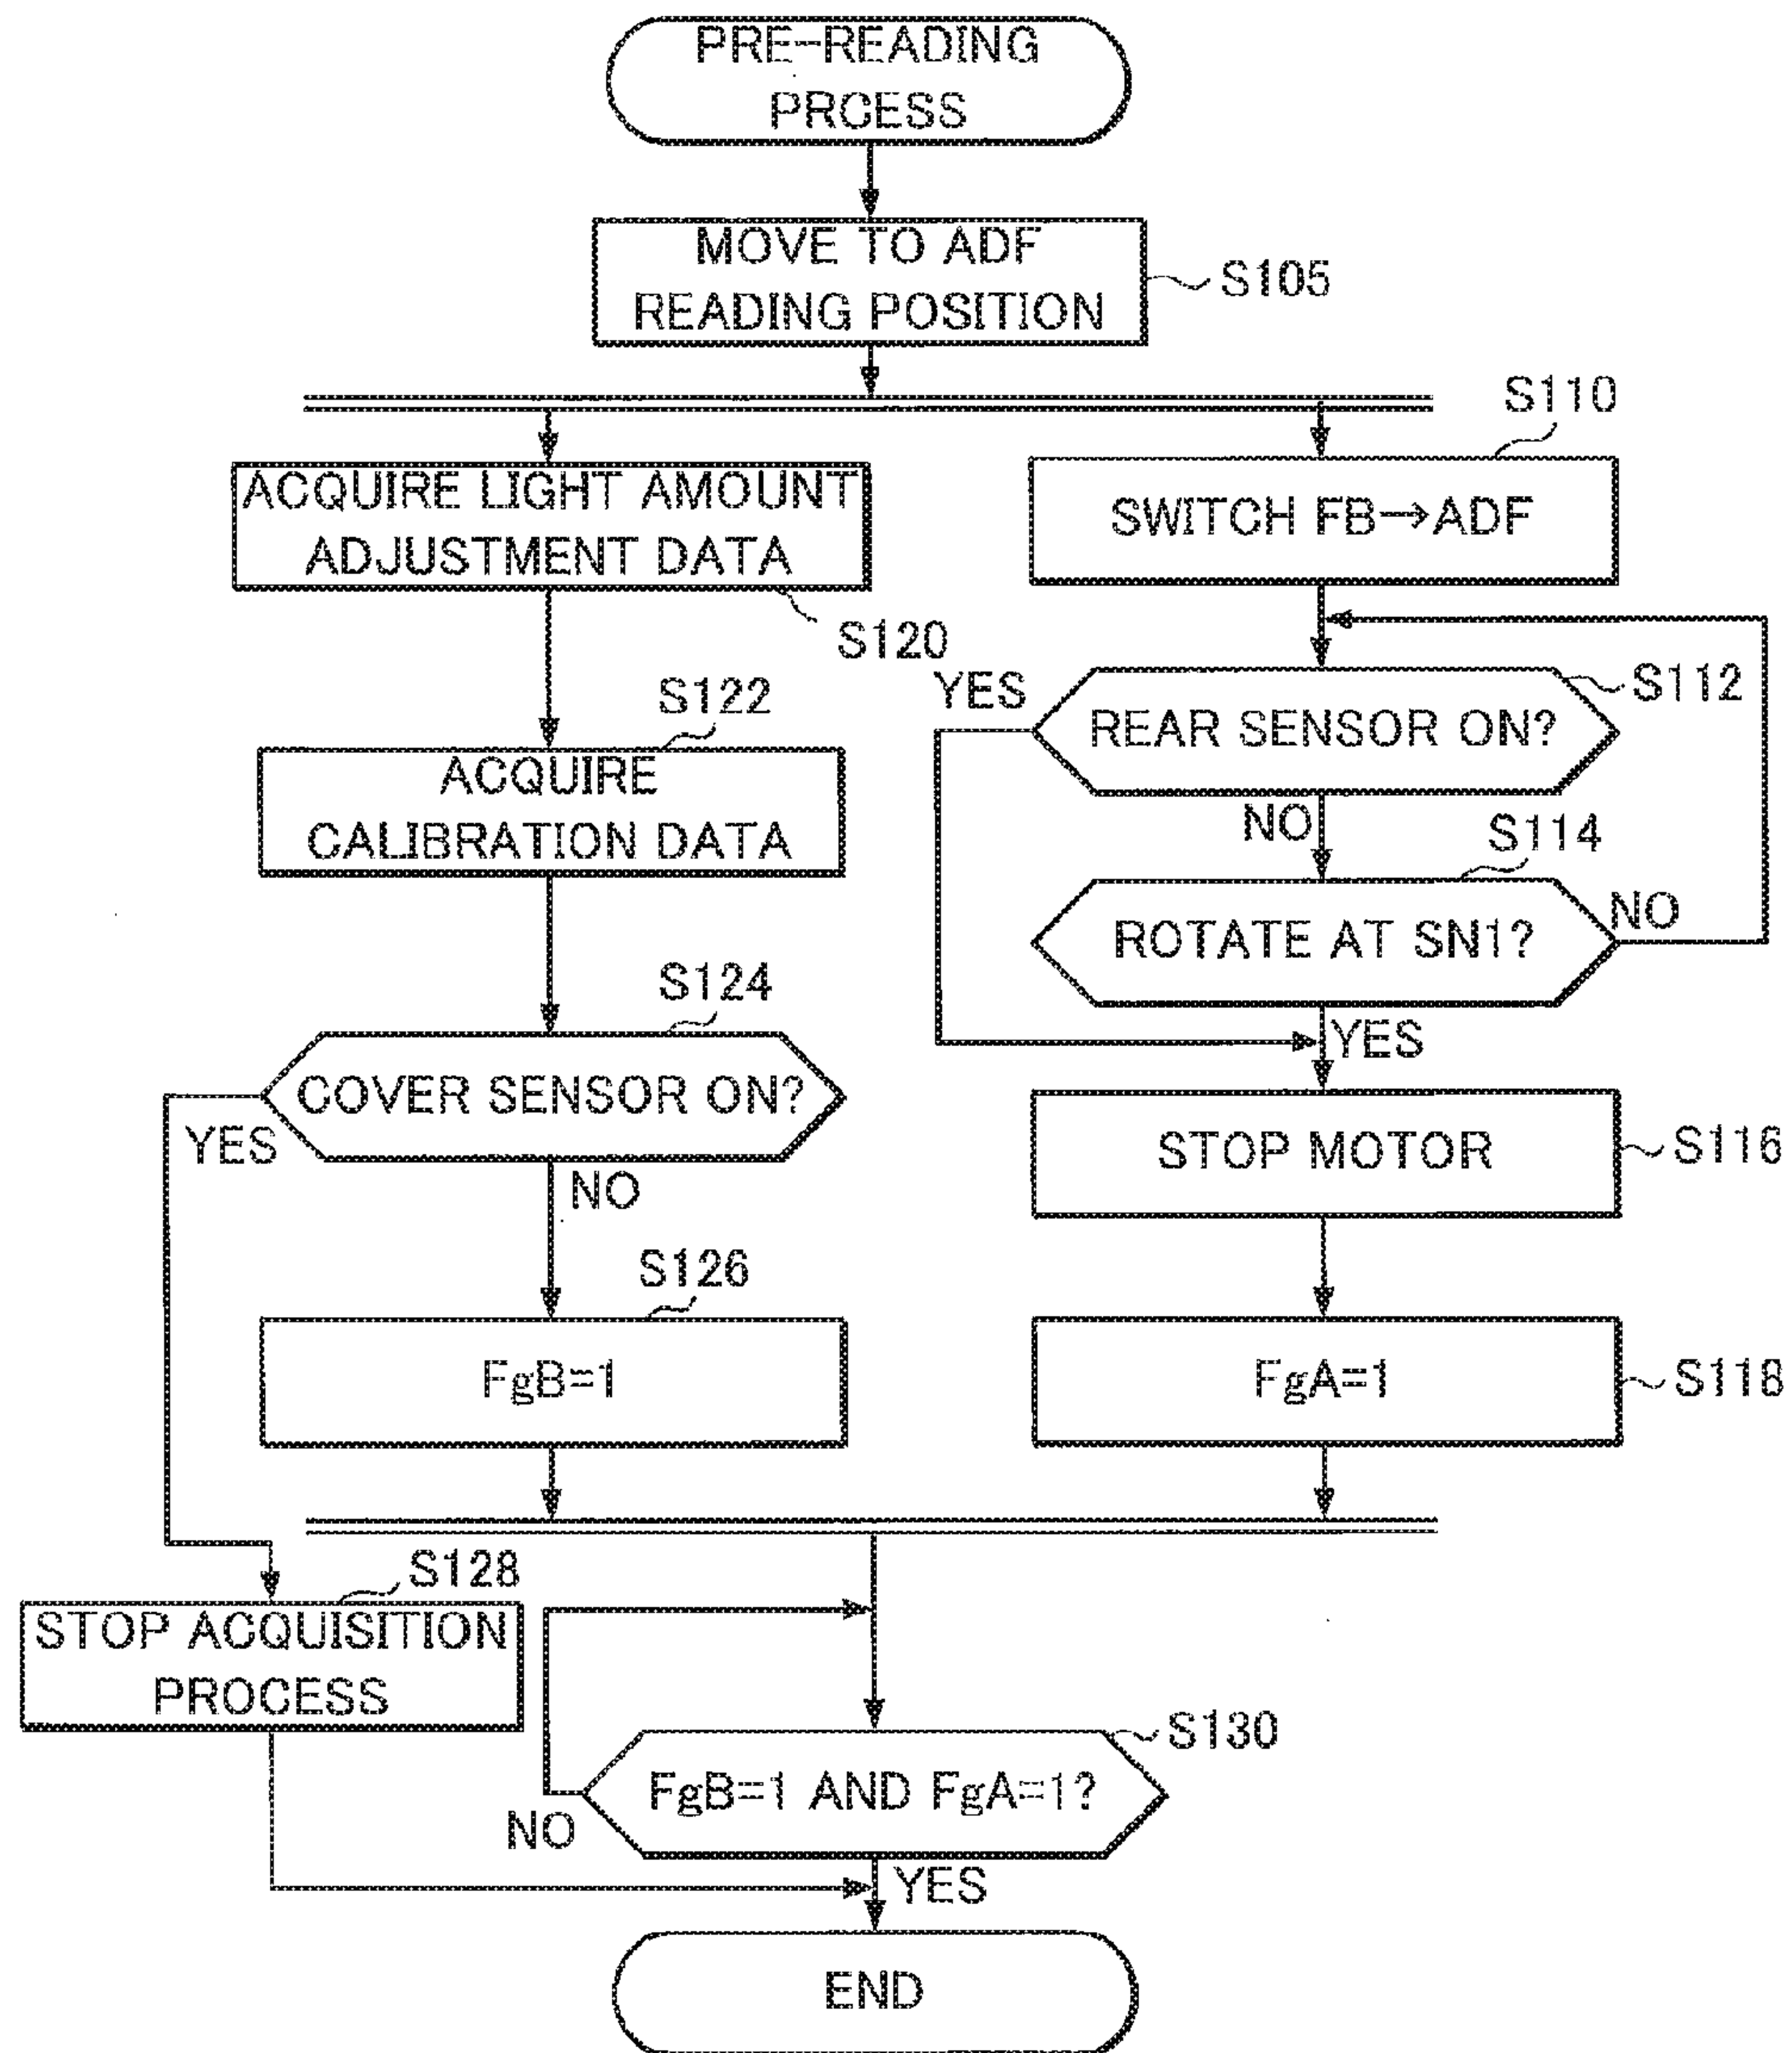 PRE-READING
PRCESS
MOVE TO ADF
READING POSITION
S105
S110
ACQUIRE LIGHT AMOUNT
ADJUSTMENT DATA
SWITCH FB→ADF
S120
YES
S112
S122
REAR SENSOR ON?
ACQUIRE
CALIBRATION DATA
NO
S114
NO
ROTATE AT SN1?
S124
YES
COVER SENSOR ON?
YES
NO
STOP MOTOR
S116
S126
FgB=1
FgA=1
S118
S128
STOP ACQUISITION
PROCESS
S130
FgB=1 AND FgA=1?
NO
YES
END